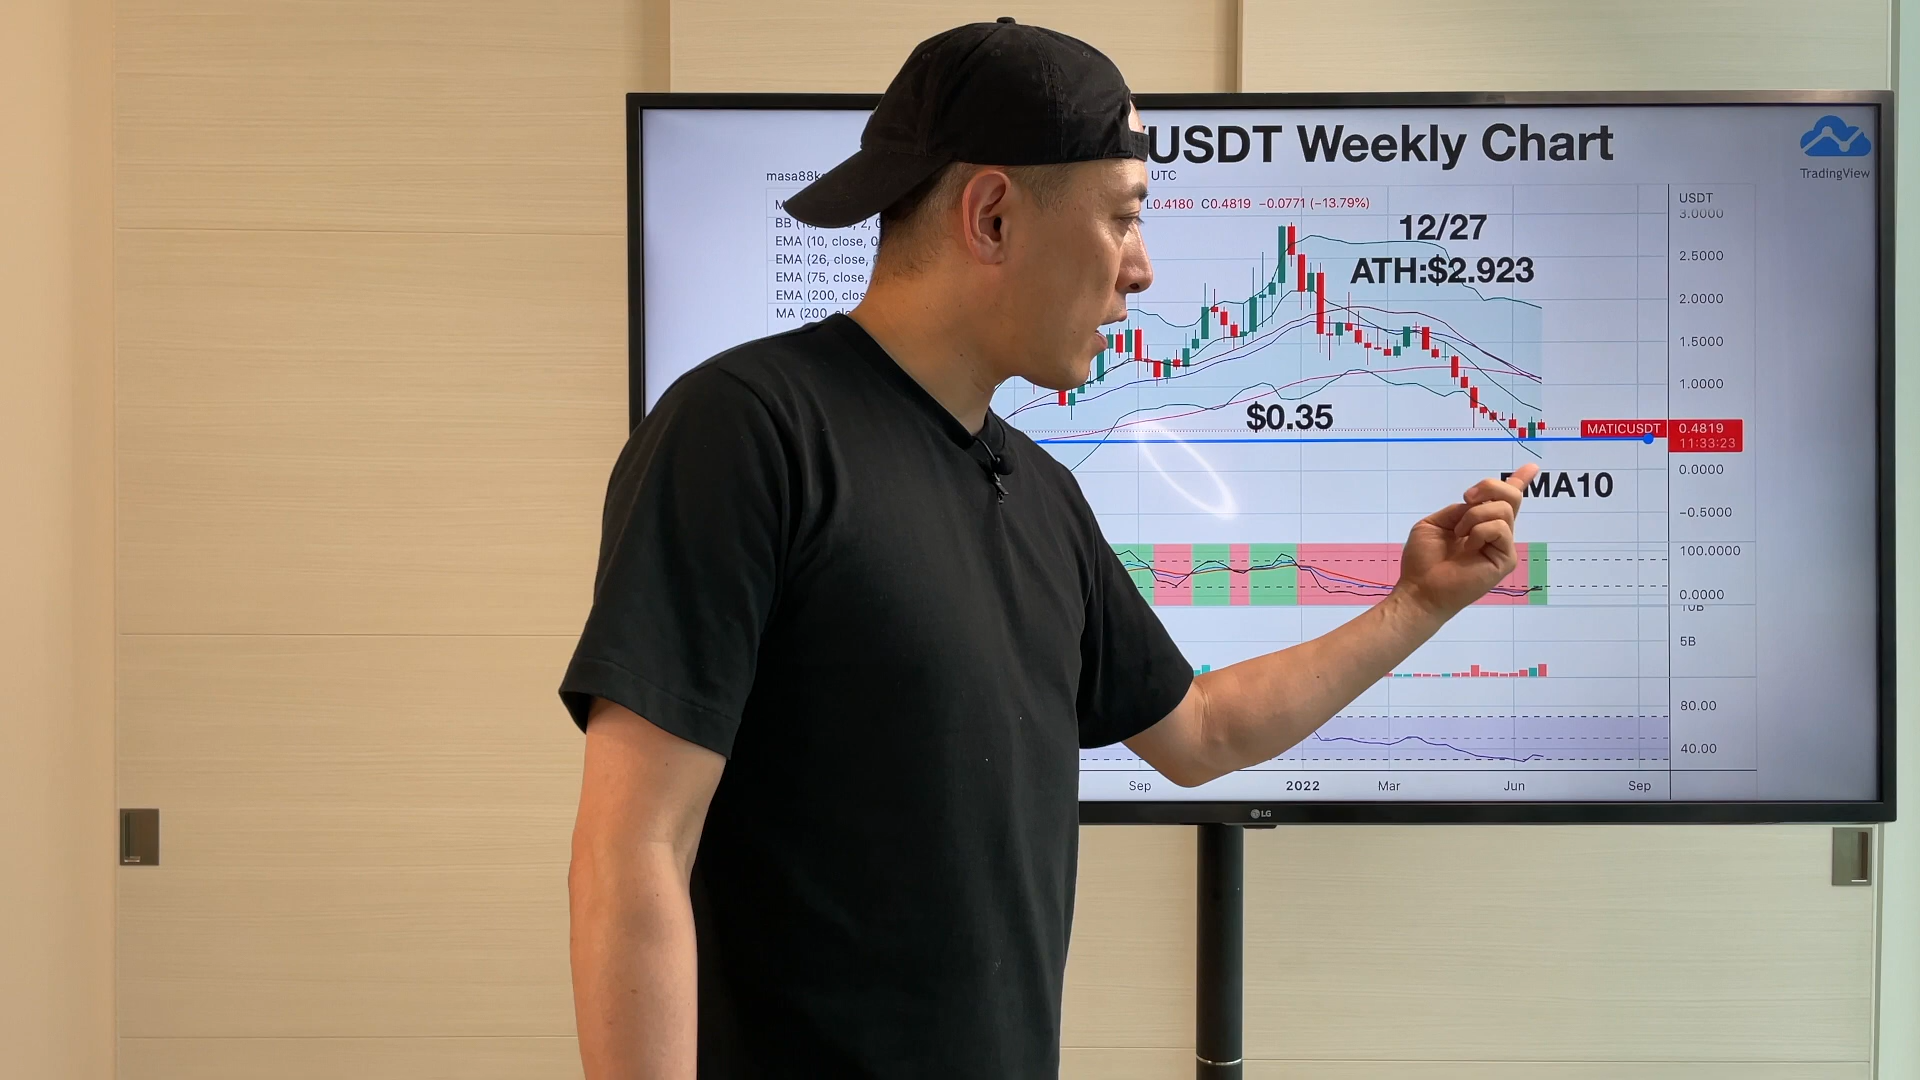 USDT Weekly Chart
TradingView
UTC
L0.4180 C0.4819 −0.0771 (−13.79%)
EMA (10, close,
EMA (26, close,
EMA (75, close,
EMA (200,
MA (200,
12/27
ATH:$2.923
$0.35
MA10
USDT
3.0000
2.5000
2.0000
1.5000
1.0000
MATICUSDT 0.4819
11:33:23
0.0000
−0.5000
100.0000
0.0000
10B
5B
80.00
40.00
Sep 2022 Mar Jun Sep
LG